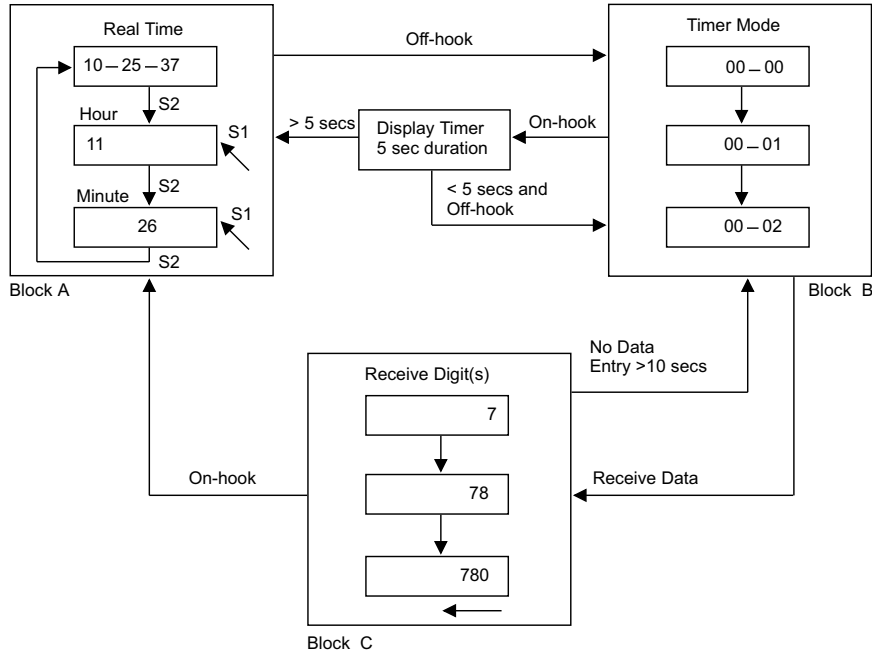 Real Time
10 – 25 – 37
S2
Hour
S1
11
S2
Minute
S1
26
S2
Block A
Off-hook
> 5 secs
Display Timer
5 sec duration
On-hook
< 5 secs and
Off-hook
Timer Mode
00 – 00
00 – 01
00 – 02
Block B
No Data
Entry >10 secs
Receive Data
Receive Digit(s)
7
78
780
Block C
On-hook